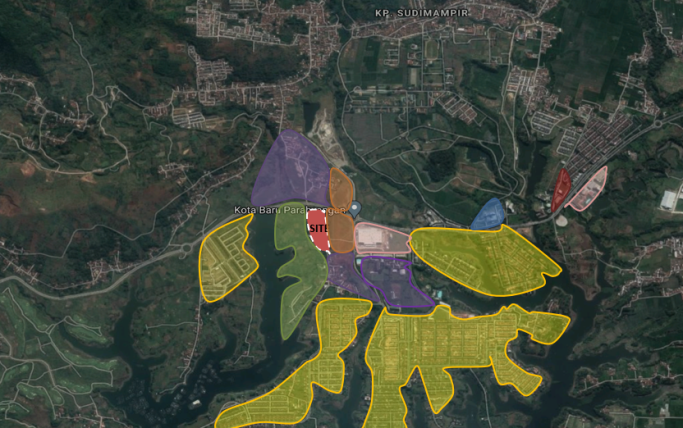 KP. SUDIMAMPIR
Kota Baru Parahyangan
SITE